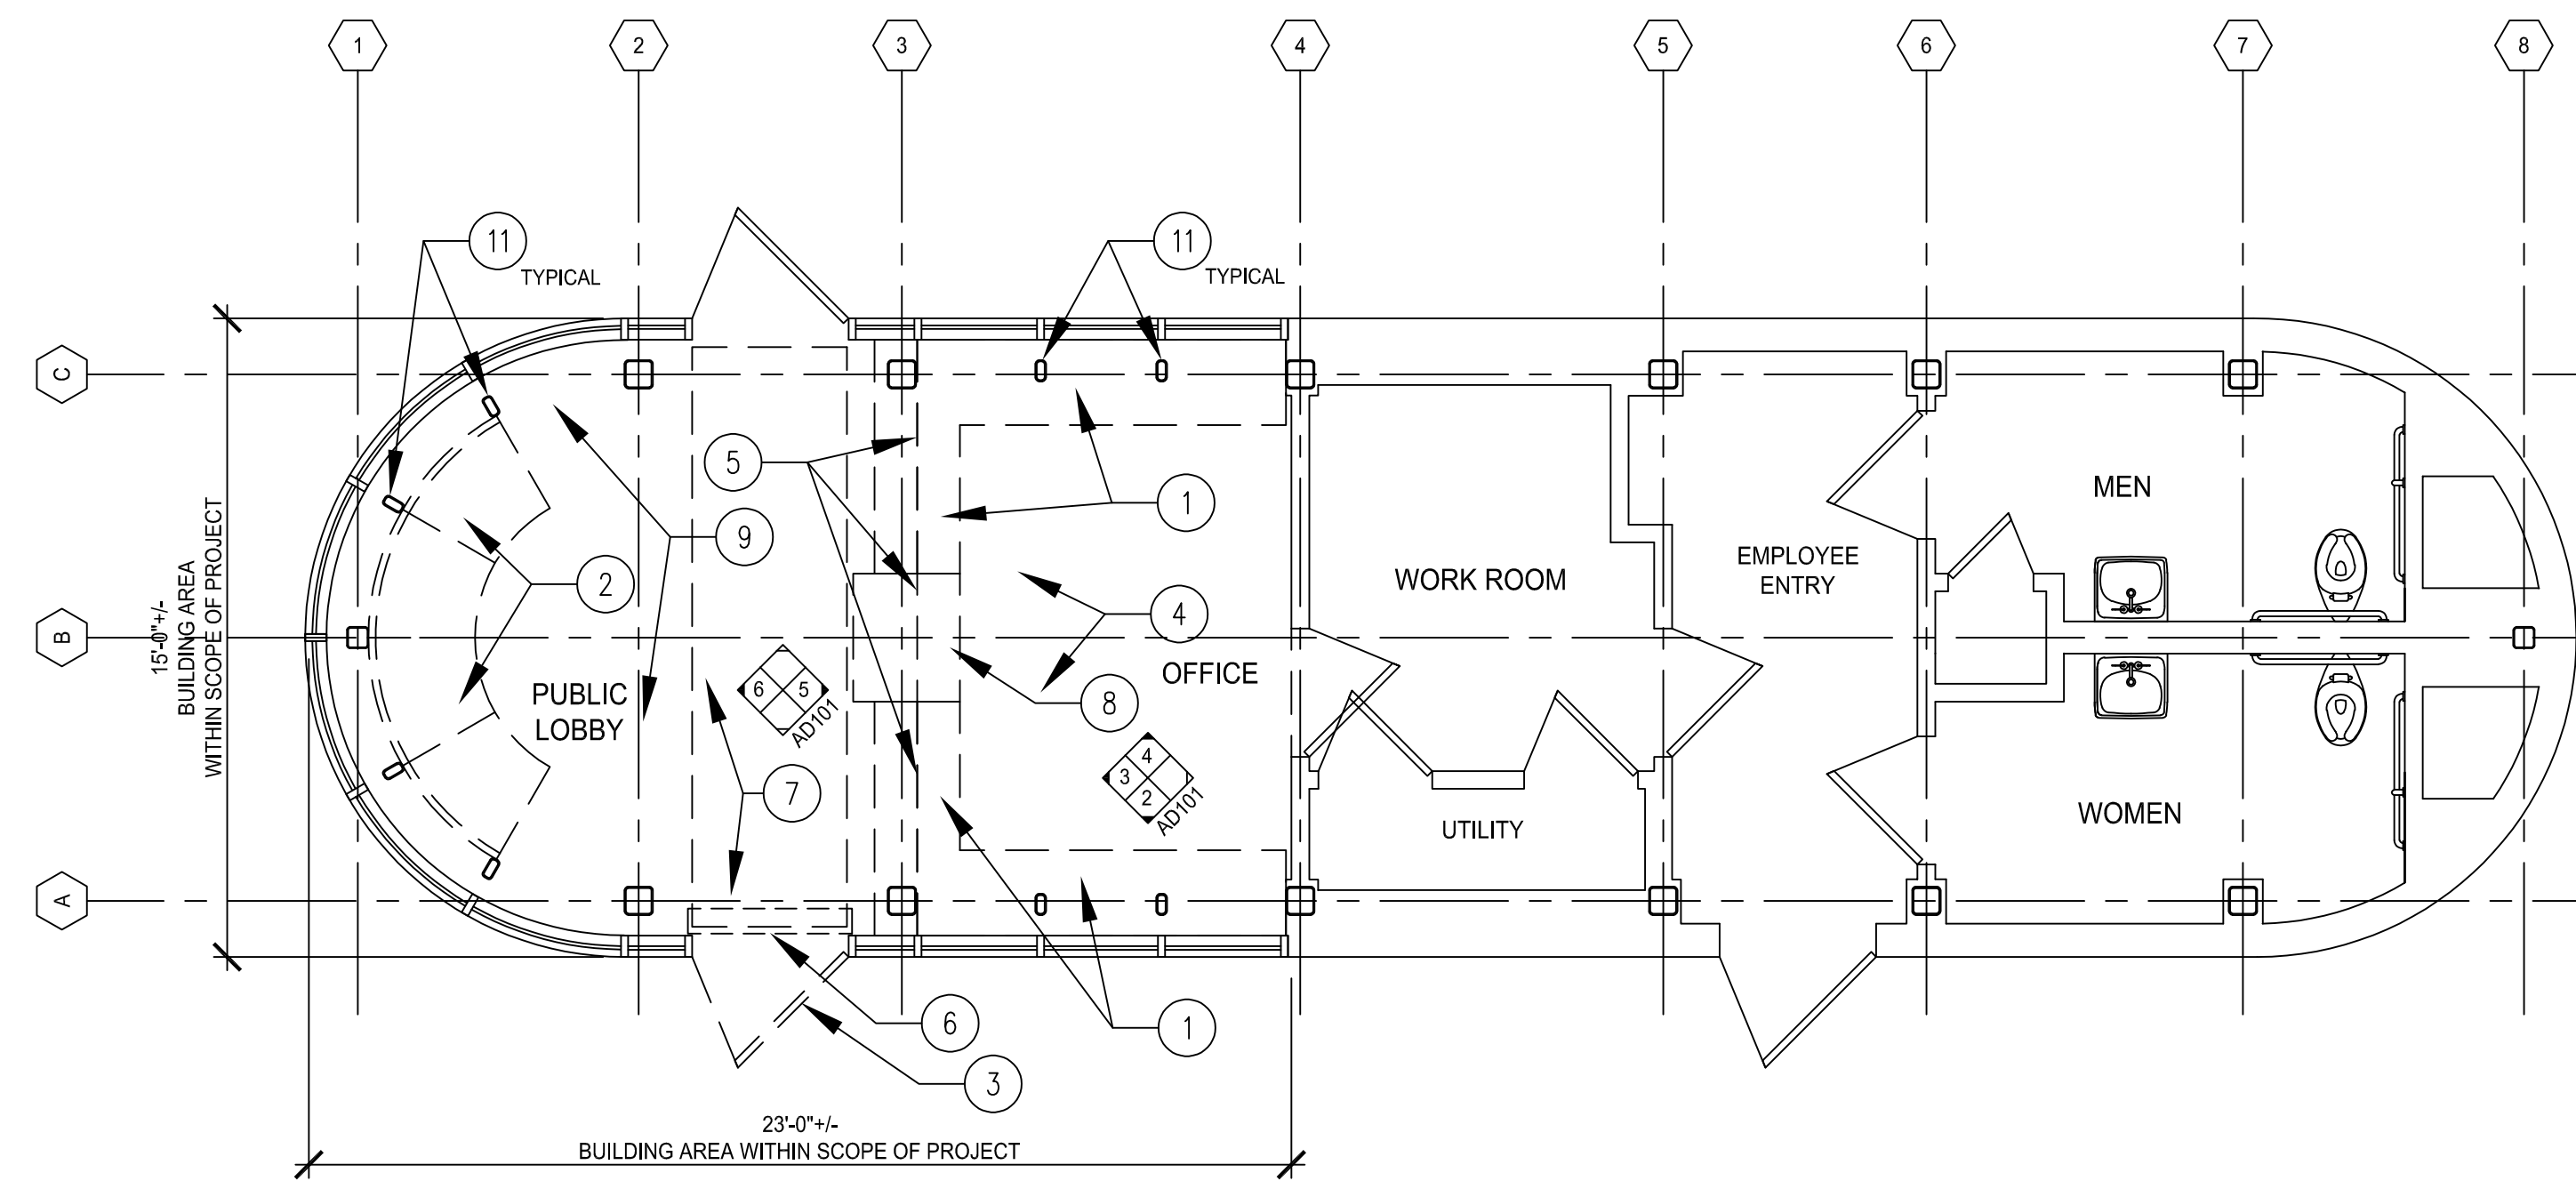 1
2
3
4
5
6
7
8
11
TYPICAL
11
TYPICAL
C
B
A
15'-0"+/-
BUILDING AREA
WITHIN SCOPE OF PROJECT
5
1
9
2
4
8
MEN
WORK ROOM
EMPLOYEE
ENTRY
OFFICE
PUBLIC
LOBBY
6 5
AD101
4
3
2
AD101
7
UTILITY
WOMEN
6
1
3
23'-0"+/-
BUILDING AREA WITHIN SCOPE OF PROJECT